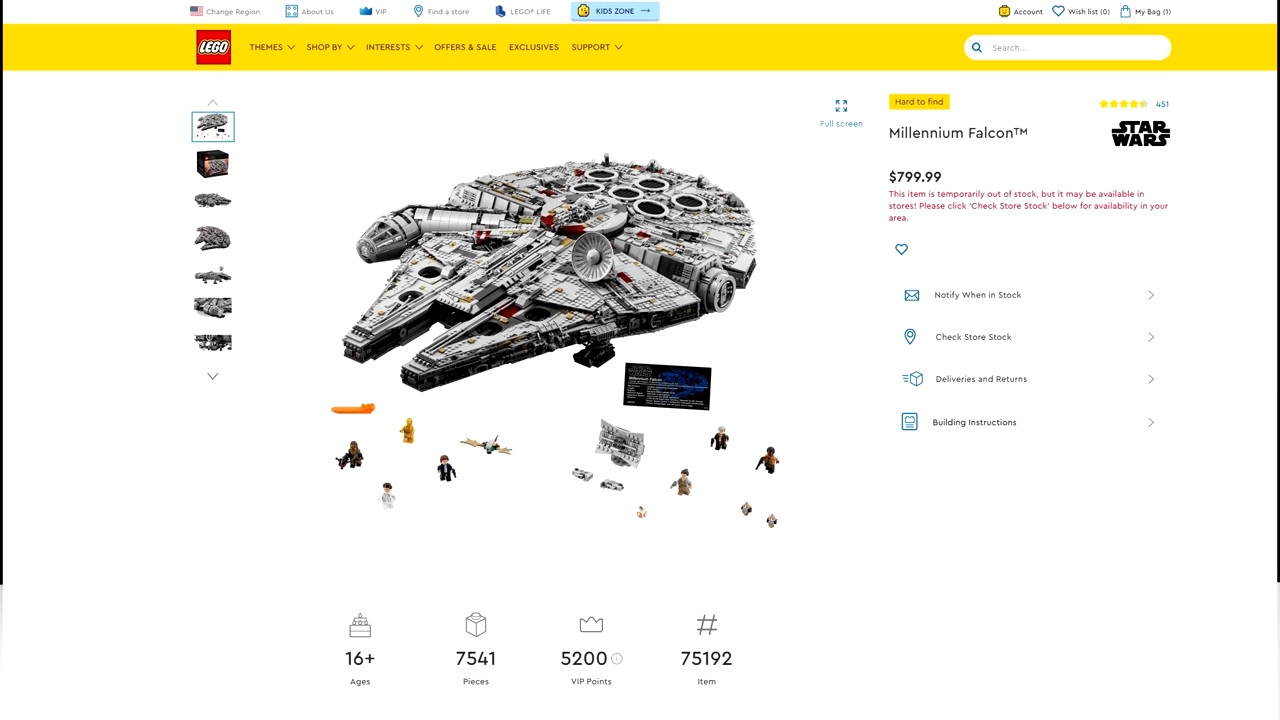 Change Region
About Us
VIP
Find a store
LEGO® LIFE
KIDS ZONE
Account
Wish list (0)
My Bag (1)
LEGO
THEMES
SHOP BY
INTERESTS
OFFERS & SALE
EXCLUSIVES
SUPPORT
Search...
Full screen
Hard to find
451
Millennium Falcon™
STAR
WARS
$799.99
This item is temporarily out of stock, but it may be available in
stores! Please click 'Check Store Stock' below for availability in your
area.
Notify When in Stock
Check Store Stock
Deliveries and Returns
Building Instructions
Millennium Falcon
16+
7541
5200
75192
Ages
Pieces
VIP Points
Item